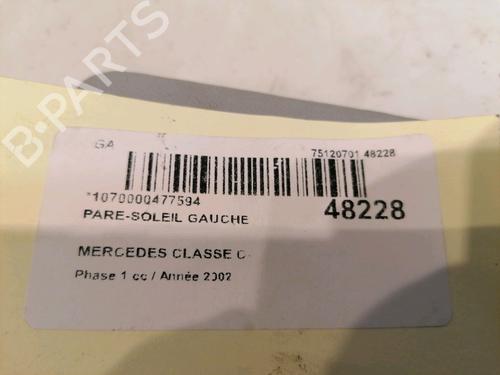 B-PARTS
GA
75120701 48228
*1070000477594
48228
PARE-SOLEIL GAUCHE
MERCEDES CLASSE C
Phase 1 cc / Année 2002